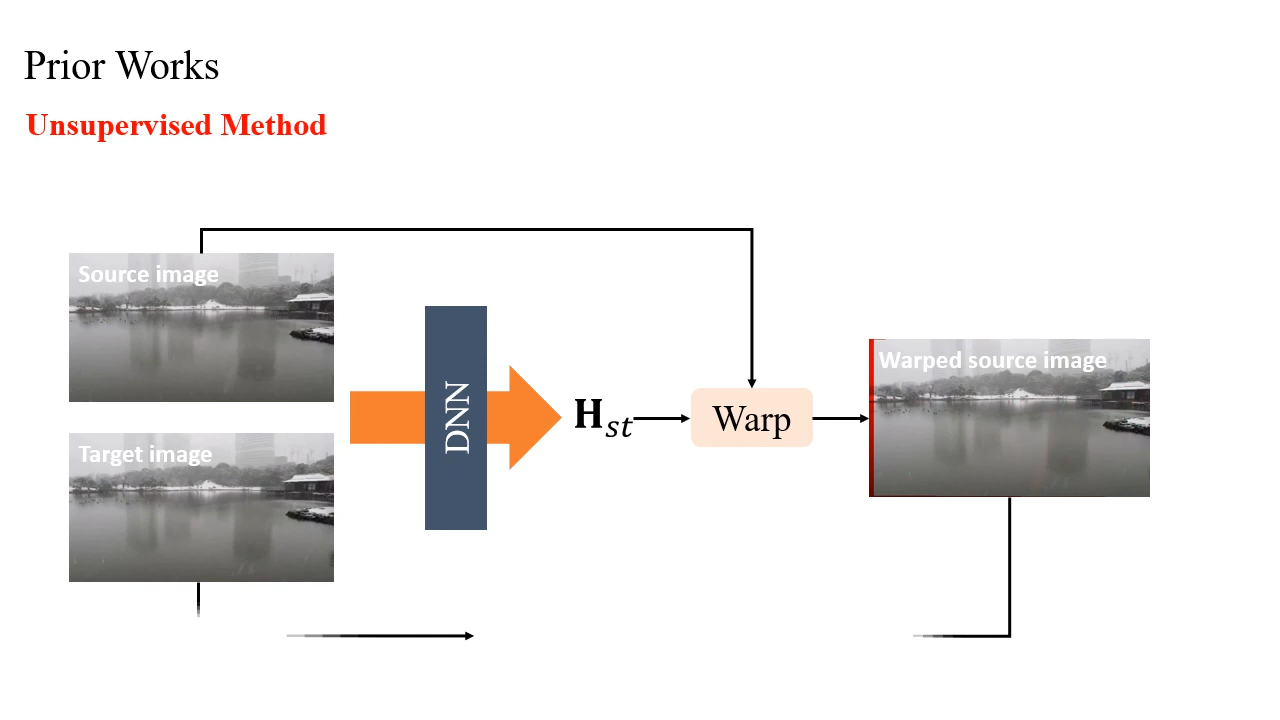 Prior Works
Unsupervised Method
Source image
Target image
DNN
H_st
Warp
Warped source image